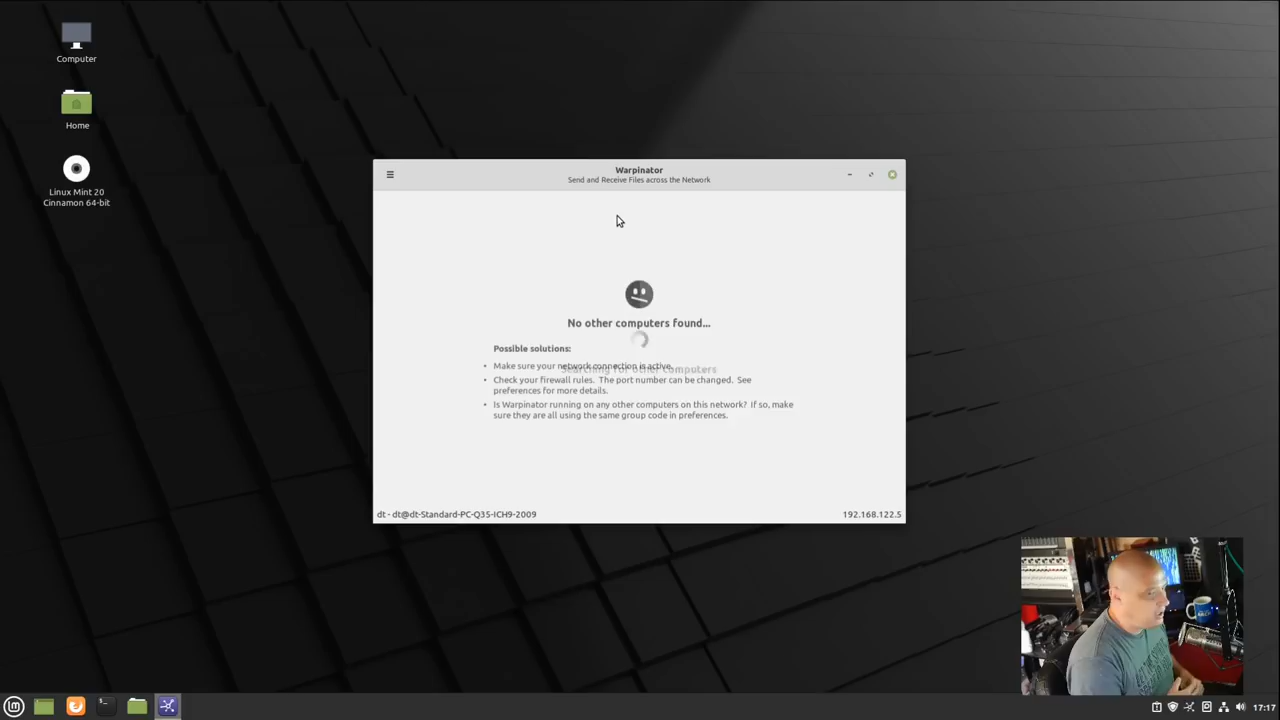 Computer
Home
Linux Mint 20
Cinnamon 64-bit
Warpinator
Send and Receive Files across the Network
No other computers found...
Possible solutions:
• Make sure your network connection is active.
Searching for other computers
• Check your firewall rules. The port number can be changed. See
preferences for more details.
• Is Warpinator running on any other computers on this network? If so, make
sure they are all using the same group code in preferences.
dt - dt@dt-Standard-PC-Q35-ICH9-2009
192.168.122.5
17:17